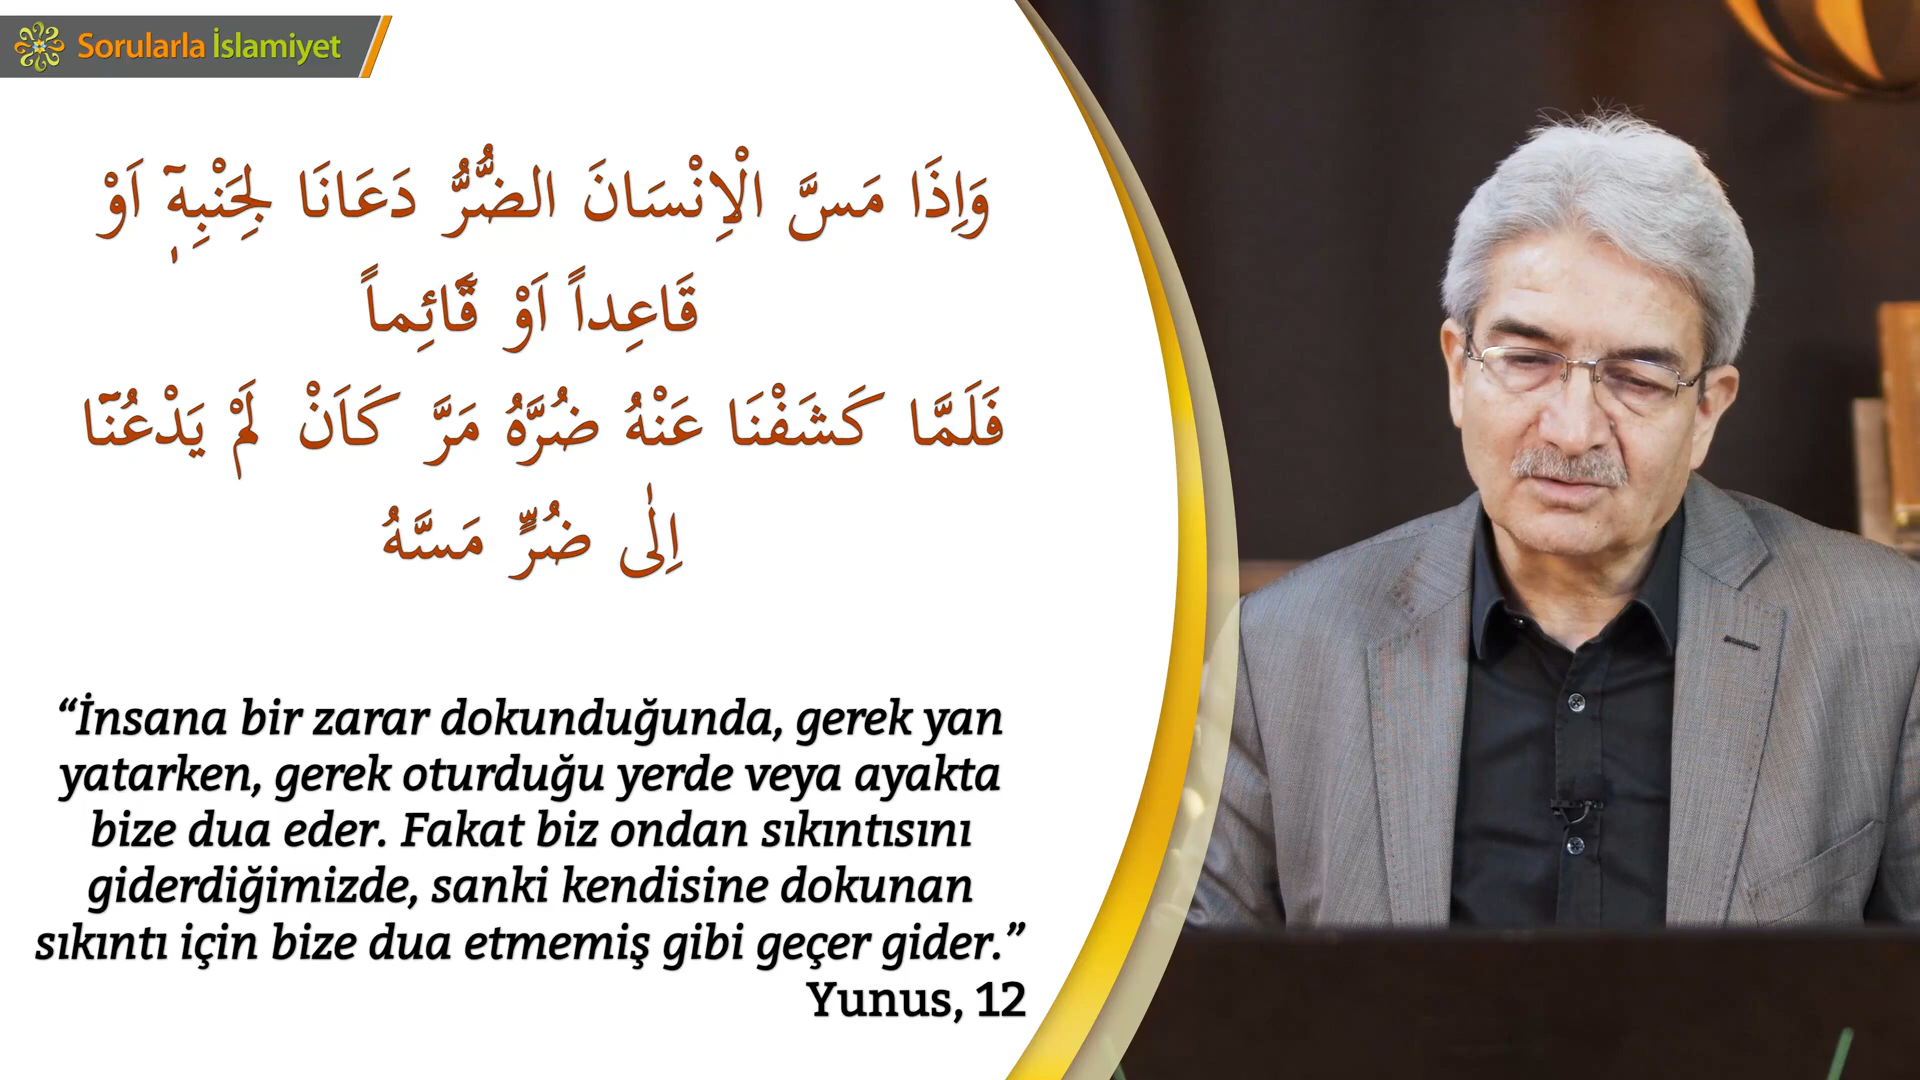 Sorularla İslamiyet
وَاِذَا مَسَّ الْاِنْسَانَ الضُّرُّ دَعَانَا لِجَنْبِه۪ٓ اَوْ
قَاعِداً اَوْ قَٓائِماً
فَلَمَّا كَشَفْنَا عَنْهُ ضُرَّهُ مَرَّ كَاَنْ لَمْ يَدْعُنَٓا
اِلٰى ضُرٍّ مَسَّهُ
“İnsana bir zarar dokunduğunda, gerek yan
yatarken, gerek oturduğu yerde veya ayakta
bize dua eder. Fakat biz ondan sıkıntısını
giderdiğimizde, sanki kendisine dokunan
sıkıntı için bize dua etmemiş gibi geçer gider.”
Yunus, 12